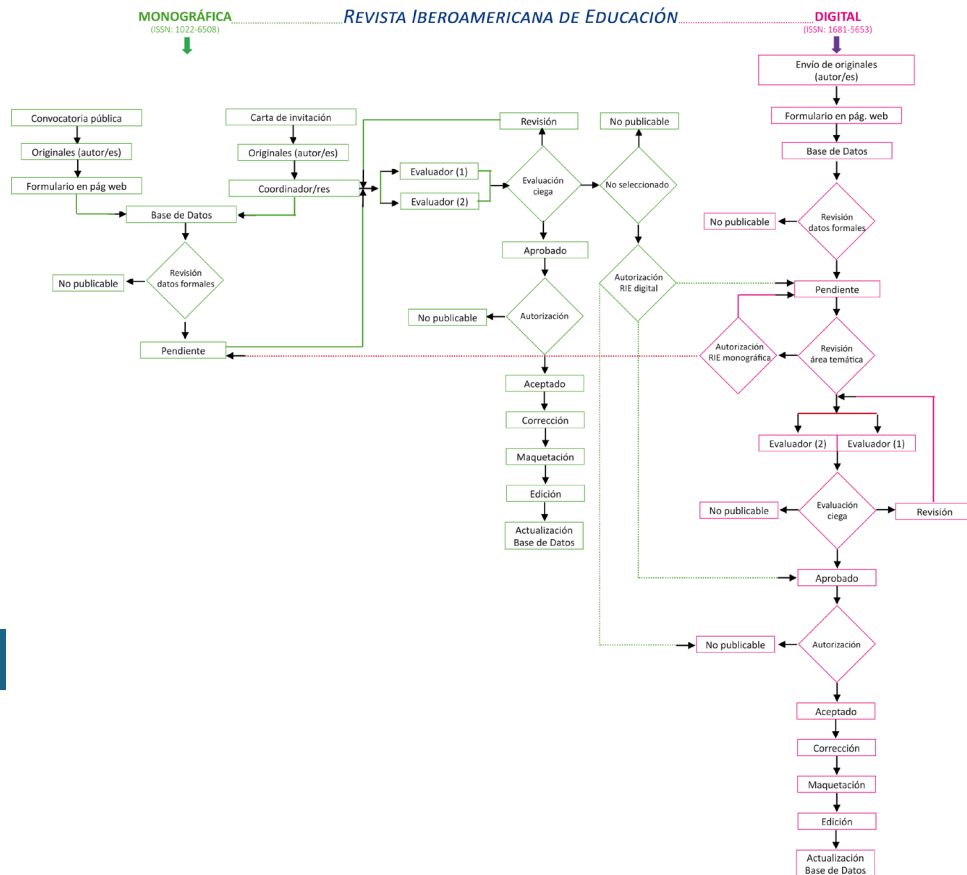 MONOGRÁFICA
(ISSN: 1022-6508)
REVISTA IBEROAMERICANA DE EDUCACIÓN
DIGITAL
(ISSN: 1681-5653)
Convocatoria pública
Originales (autor/es)
Formulario en pág web
Carta de invitación
Originales (autor/es)
Coordinador/res
Base de Datos
Revisión
datos formales
No publicable
Pendiente
Evaluador (1)
Evaluador (2)
Revisión
Evaluación
ciega
Aprobado
Autorización
No publicable
Aceptado
Corrección
Maquetación
Edición
Actualización
Base de Datos
No publicable
No seleccionado
Autorización
RIE digital
Envío de originales
(autor/es)
Formulario en pág. web
Base de Datos
Revisión
datos formales
No publicable
Pendiente
Revisión
área temática
Autorización
RIE monográfica
Evaluador (2)
Evaluador (1)
Evaluación
ciega
No publicable
Revisión
Aprobado
Autorización
No publicable
Aceptado
Corrección
Maquetación
Edición
Actualización
Base de Datos